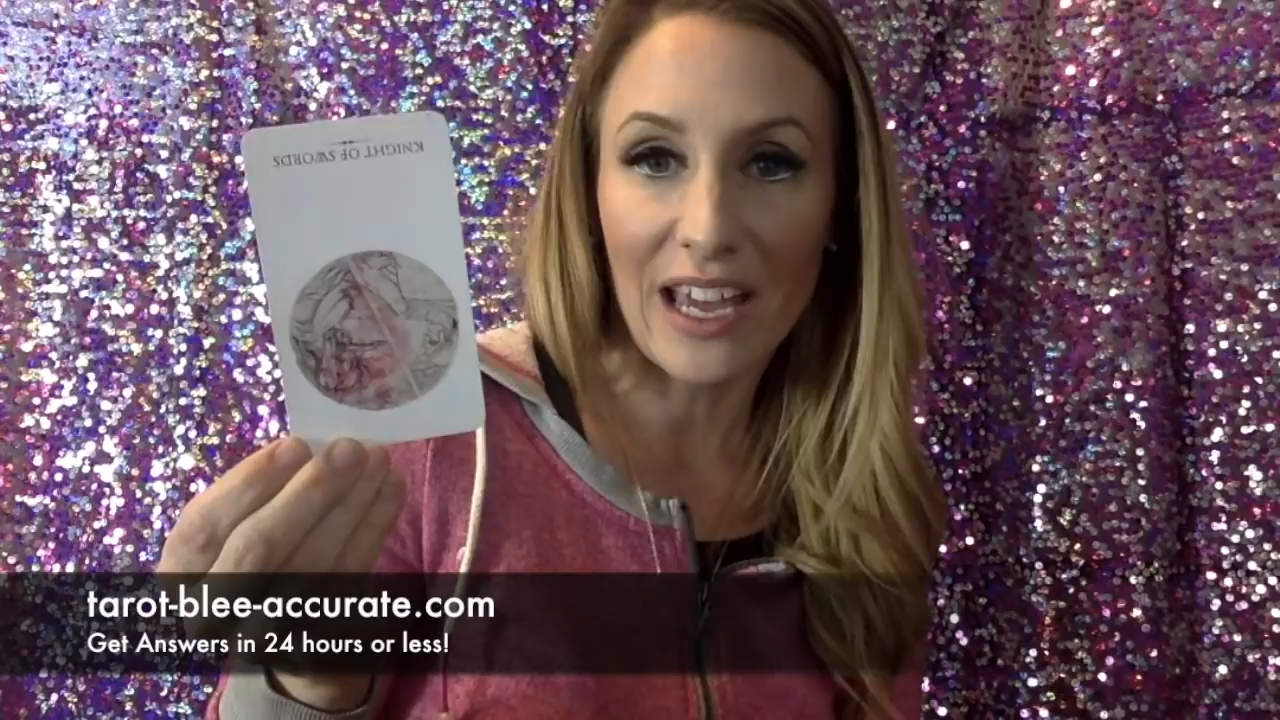 KNIGHT OF SWORDS
tarot-blee-accurate.com
Get Answers in 24 hours or less!